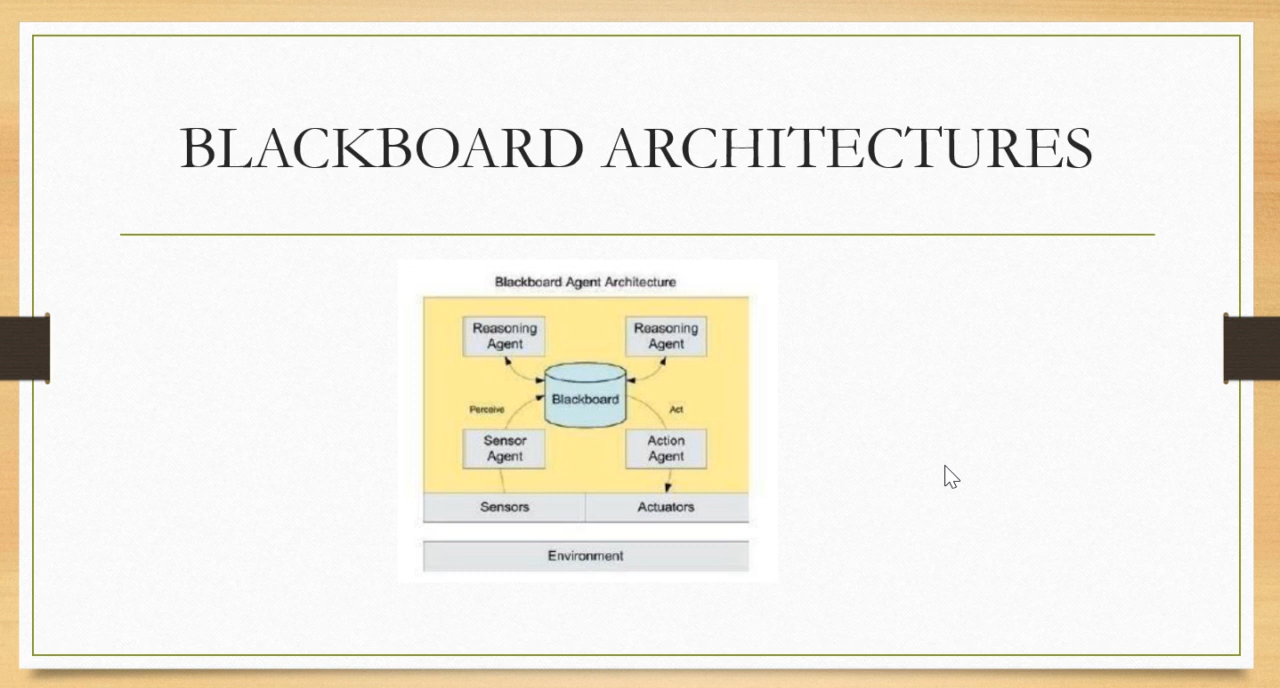 BLACKBOARD ARCHITECTURES
Blackboard Agent Architecture
Reasoning
Agent
Reasoning
Agent
Blackboard
Perceive
Act
Sensor
Agent
Action
Agent
Sensors
Actuators
Environment